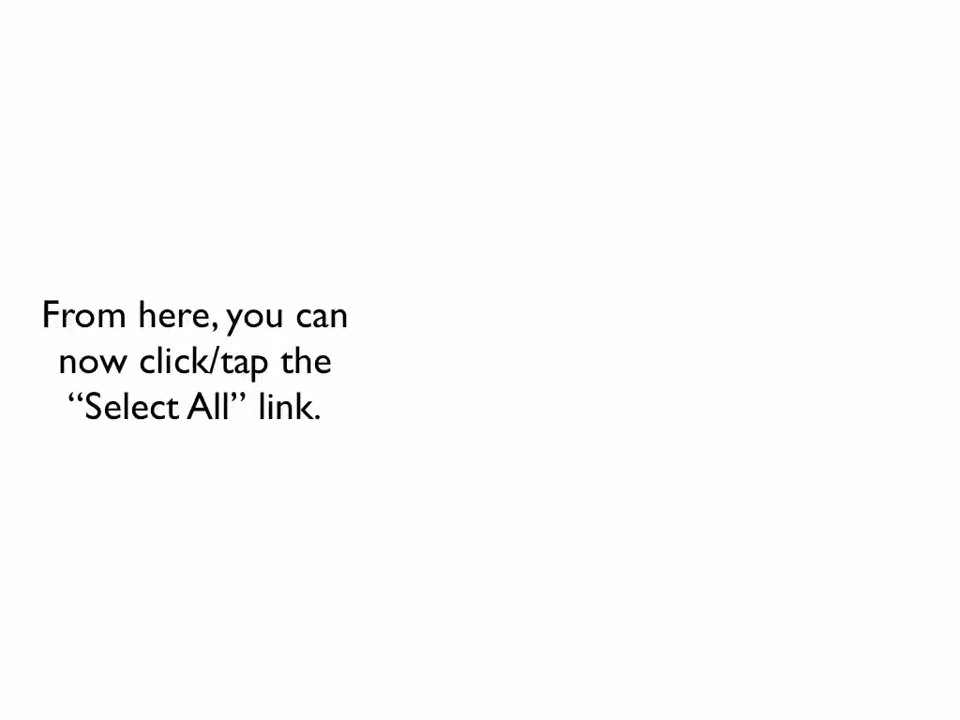 From here, you can
now click/tap the
“Select All” link.